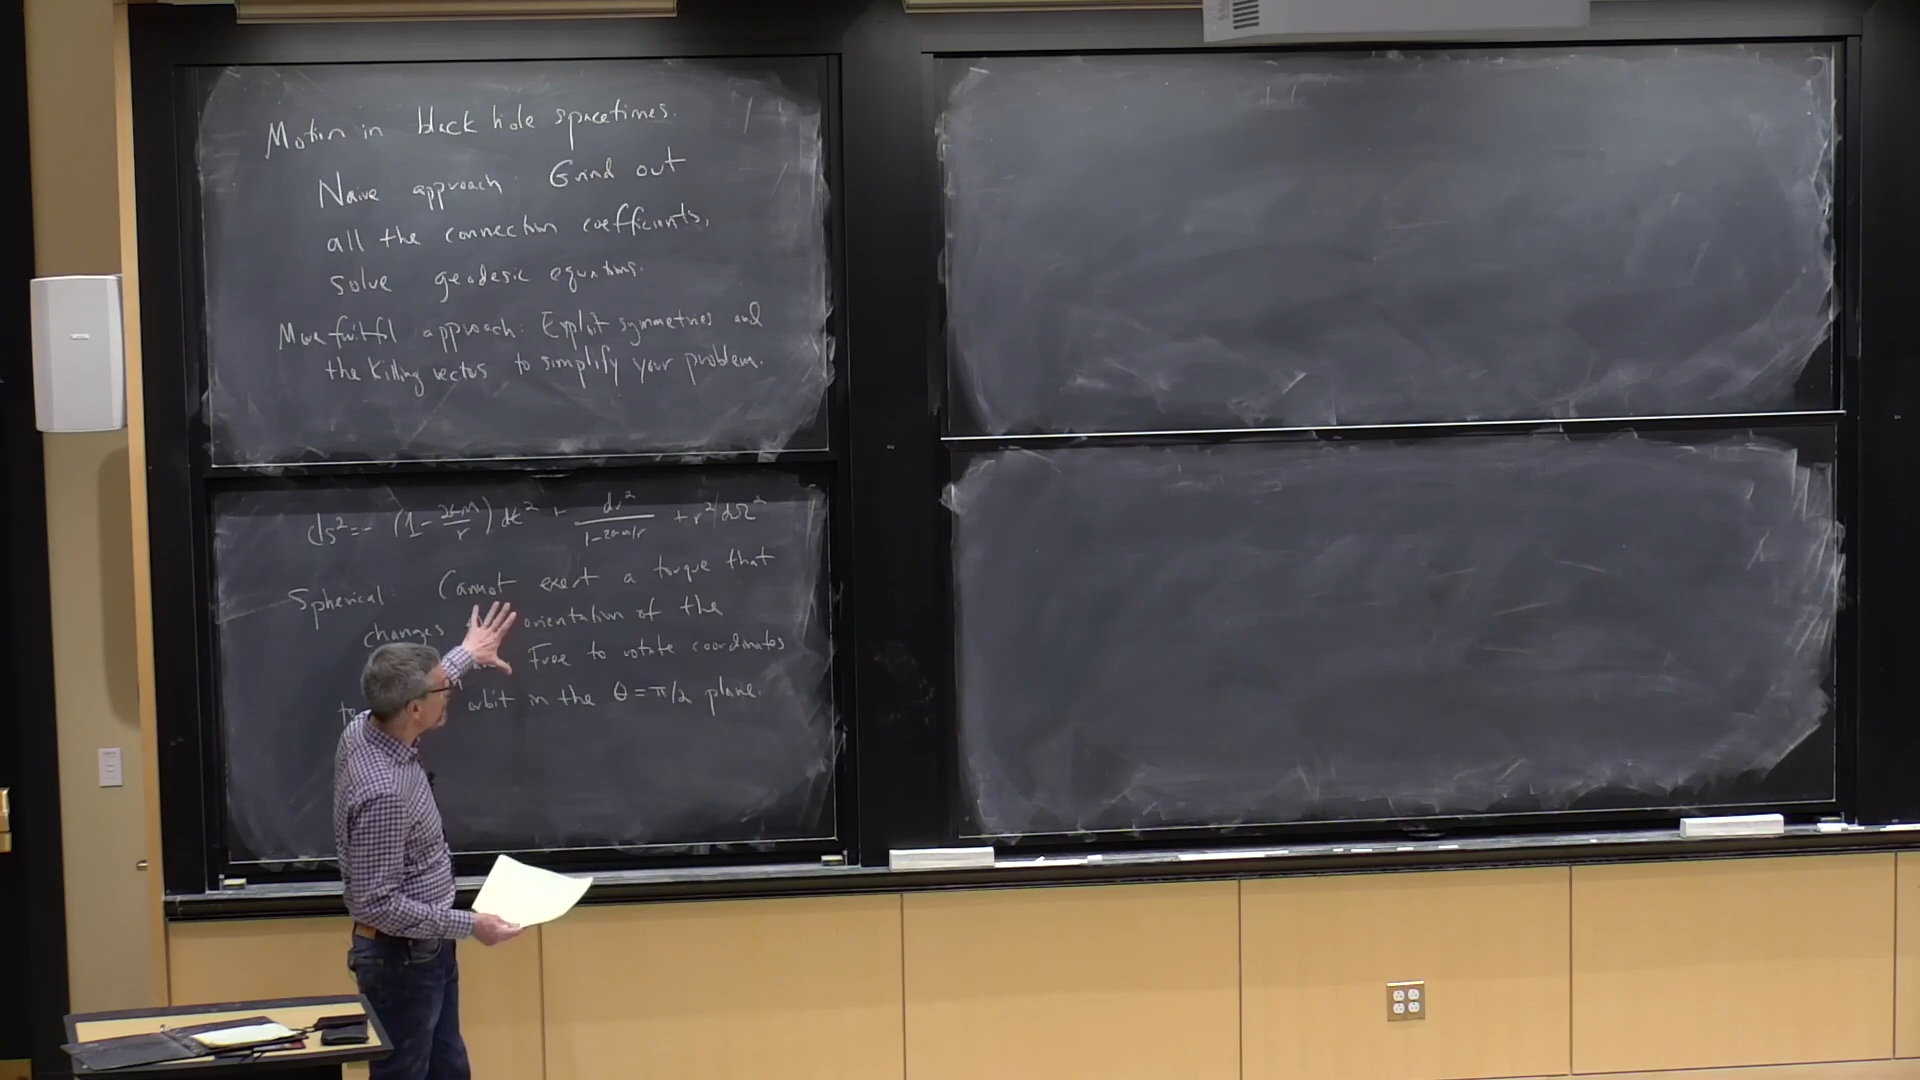 Motion in black hole spacetimes.
Naive approach: Grind out
all the connection coefficients,
solve geodesic equations.
More fruitful approach: Exploit symmetries and
the Killing vectors to simplify your problem.
ds² = - (1 - 2GM/r) dt² + dr²/(1-2GM/r) + r² dΩ²
Spherical: Cannot exert a torque that
changes orientation of the
Free to rotate coordinates
orbit in the θ = π/2 plane.